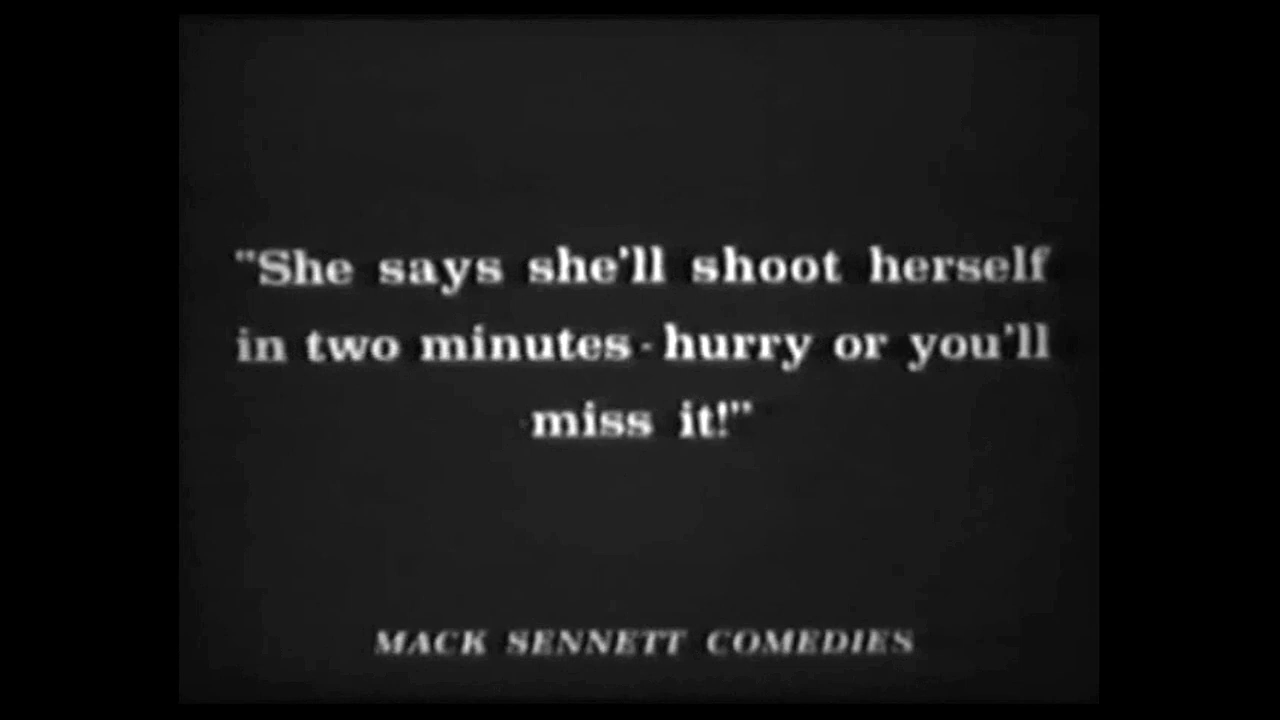 "She says she'll shoot herself
in two minutes - hurry or you'll
miss it!"
MACK SENNETT COMEDIES